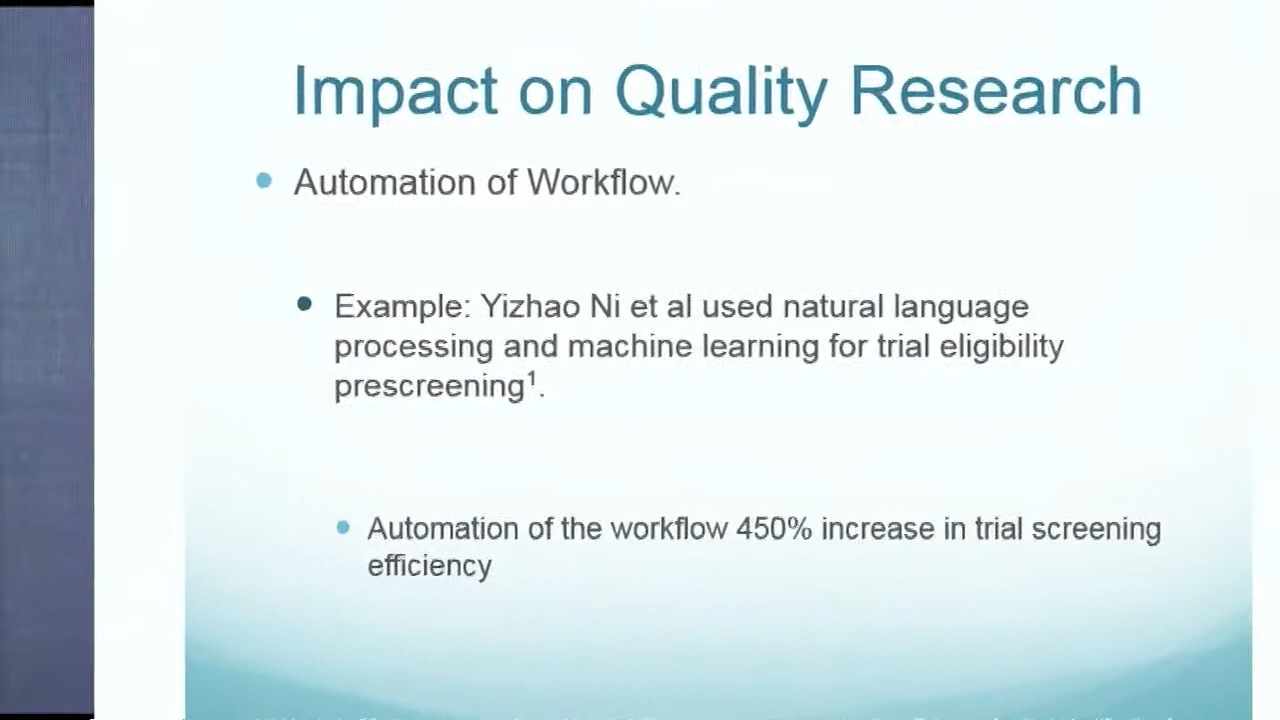 Impact on Quality Research
Automation of Workflow.
Example: Yizhao Ni et al used natural language
processing and machine learning for trial eligibility
prescreening¹.
Automation of the workflow 450% increase in trial screening
efficiency